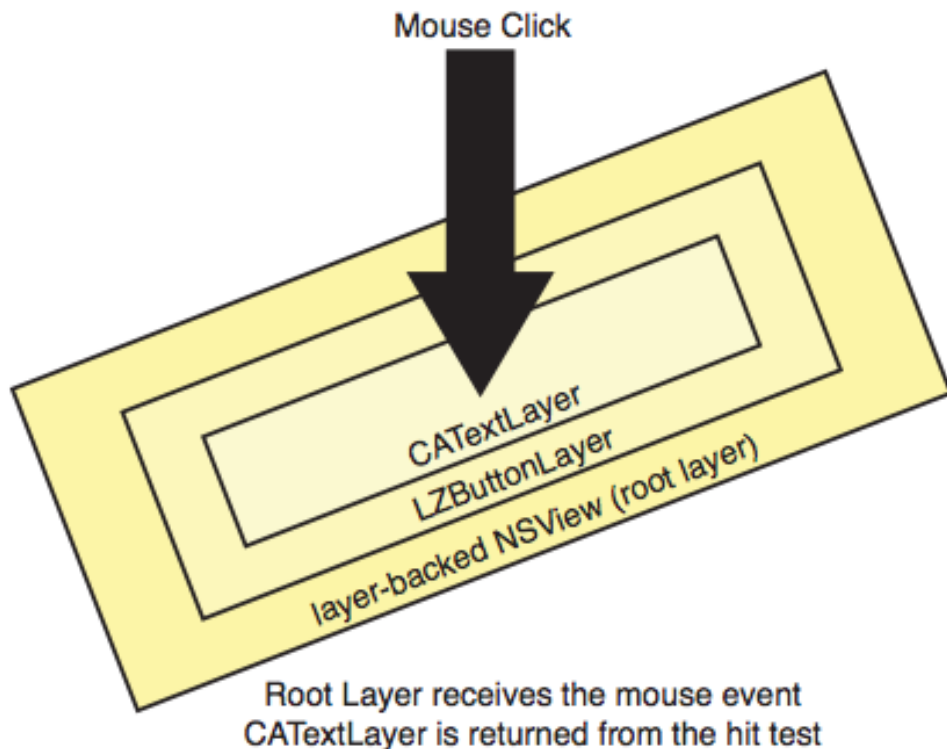 Mouse Click
CATextLayer
LZButtonLayer
layer-backed NSView (root layer)
Root Layer receives the mouse event
CATextLayer is returned from the hit test